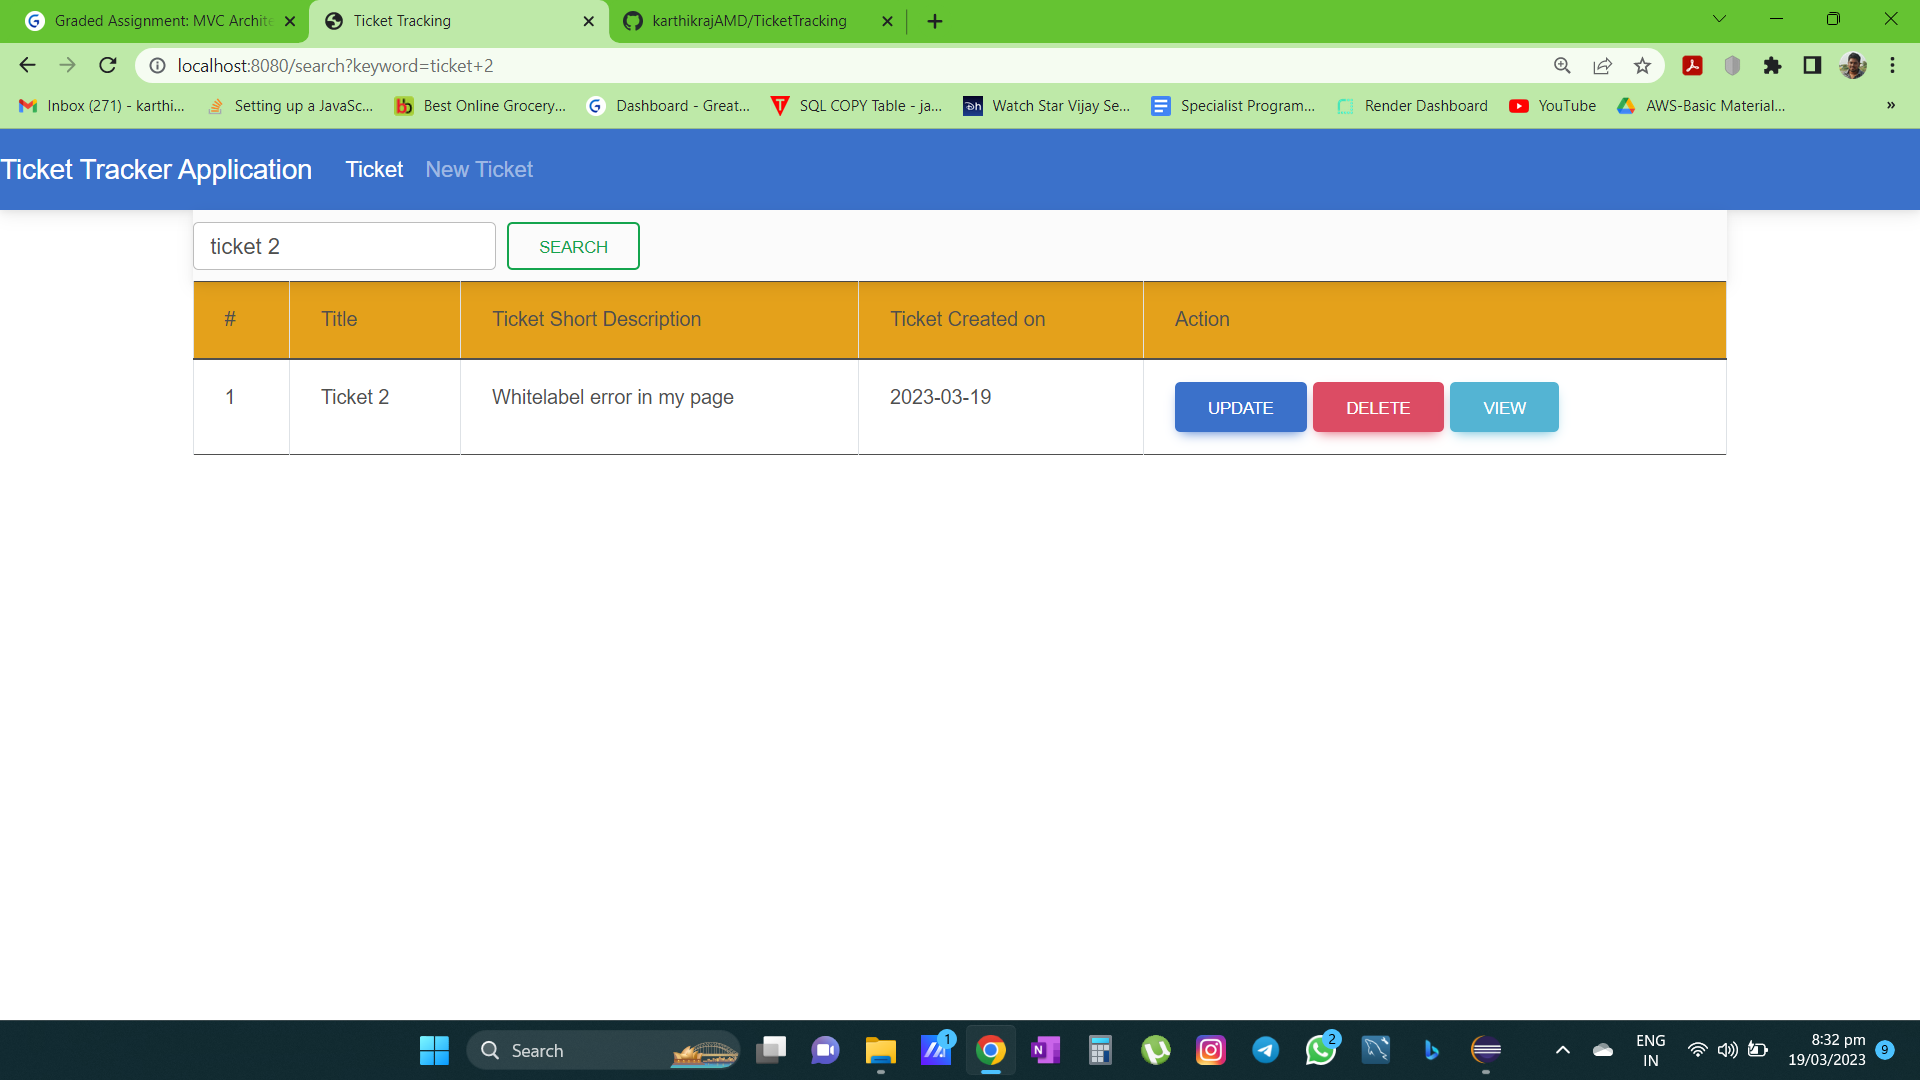 Graded Assignment: MVC Archite
Ticket Tracking
karthikrajAMD/TicketTracking
localhost:8080/search?keyword=ticket+2
Inbox (271) - karthi...
Setting up a JavaSc...
Best Online Grocery...
Dashboard - Great...
SQL COPY Table - ja...
Watch Star Vijay Se...
Specialist Program...
Render Dashboard
YouTube
AWS-Basic Material...
»
Ticket Tracker Application
Ticket
New Ticket
ticket 2
SEARCH
# Title Ticket Short Description Ticket Created on Action
1 Ticket 2 Whitelabel error in my page 2023-03-19 UPDATE DELETE VIEW
Search
1
2
ENG
IN
8:32 pm
19/03/2023
9